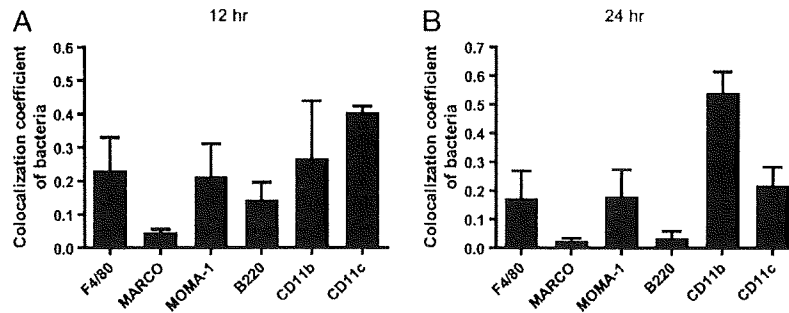 A
12 hr
Colocalization coefficient
of bacteria
0.6
0.5
0.4
0.3
0.2
0.1
0.0
F4/80
MARCO
MOMA-1
B220
CD11b
CD11c
B
24 hr
Colocalization coefficient
of bacteria
0.7
0.6
0.5
0.4
0.3
0.2
0.1
0.0
F4/80
MARCO
MOMA-1
B220
CD11b
CD11c